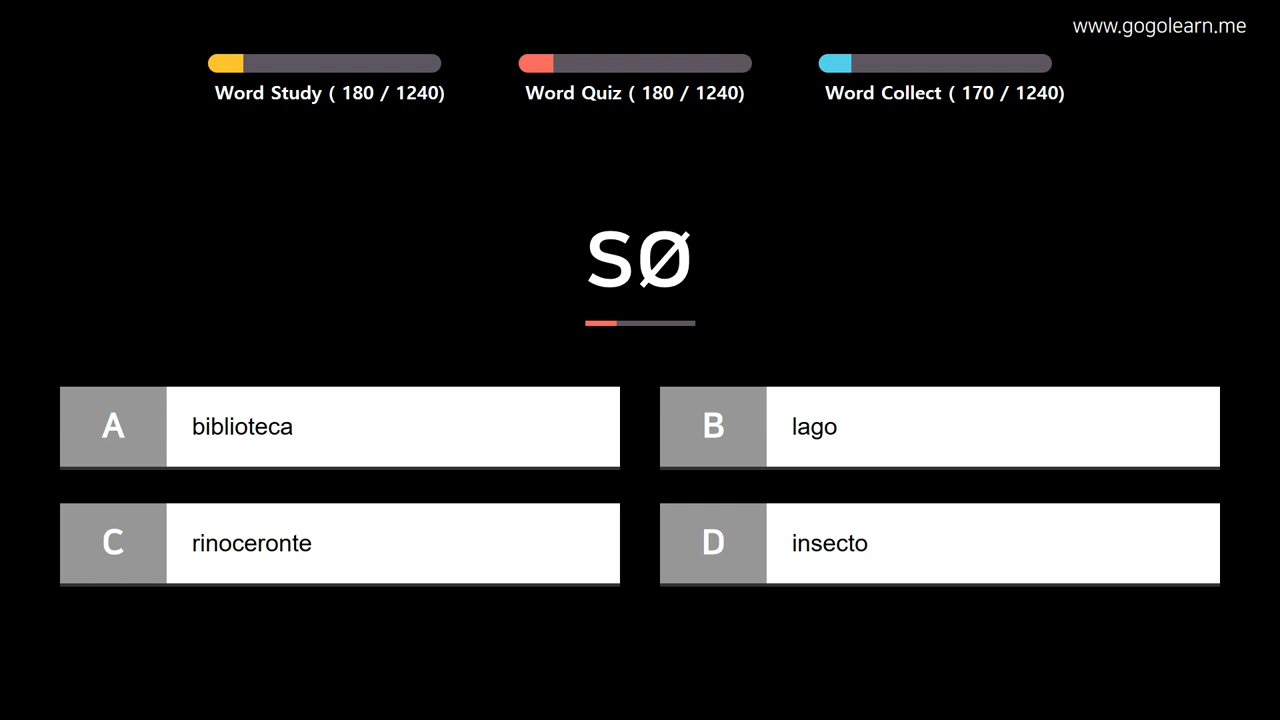 www.gogolearn.me
Word Study ( 180 / 1240)
Word Quiz ( 180 / 1240)
Word Collect ( 170 / 1240)
sø
A biblioteca
B lago
C rinoceronte
D insecto